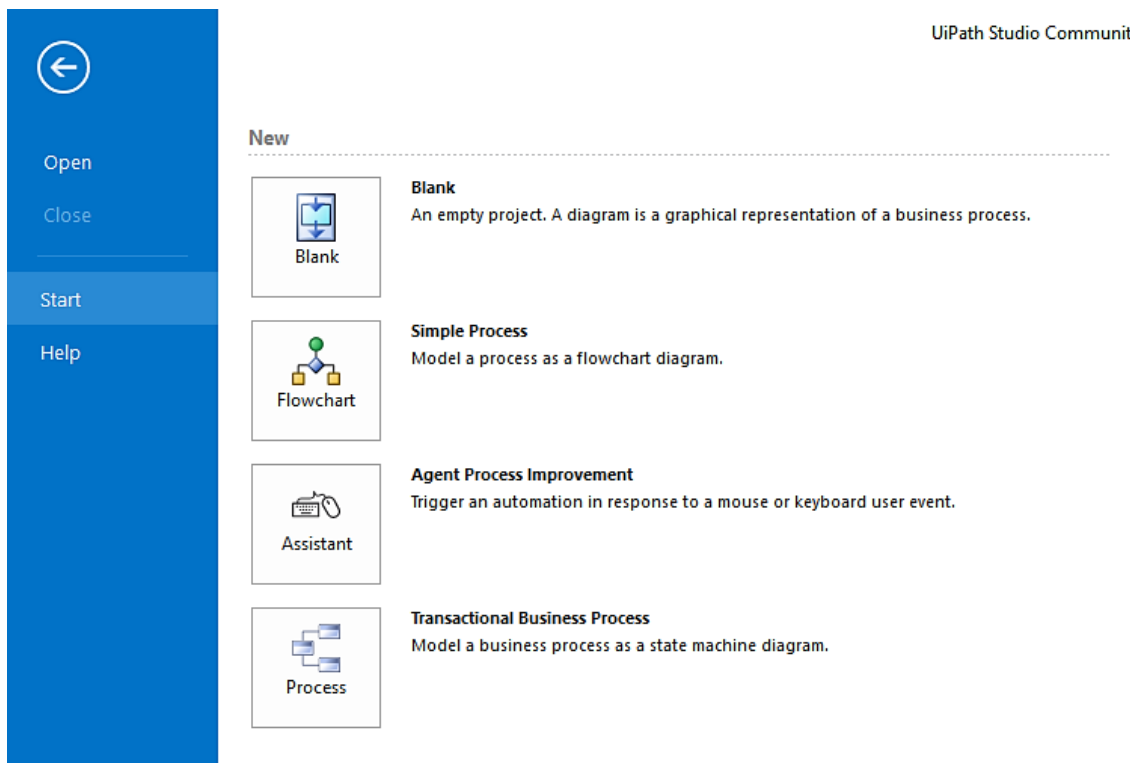 UiPath Studio Communit
Open
Close
Start
Help
New
Blank
Blank
An empty project. A diagram is a graphical representation of a business process.
Flowchart
Simple Process
Model a process as a flowchart diagram.
Assistant
Agent Process Improvement
Trigger an automation in response to a mouse or keyboard user event.
Process
Transactional Business Process
Model a business process as a state machine diagram.